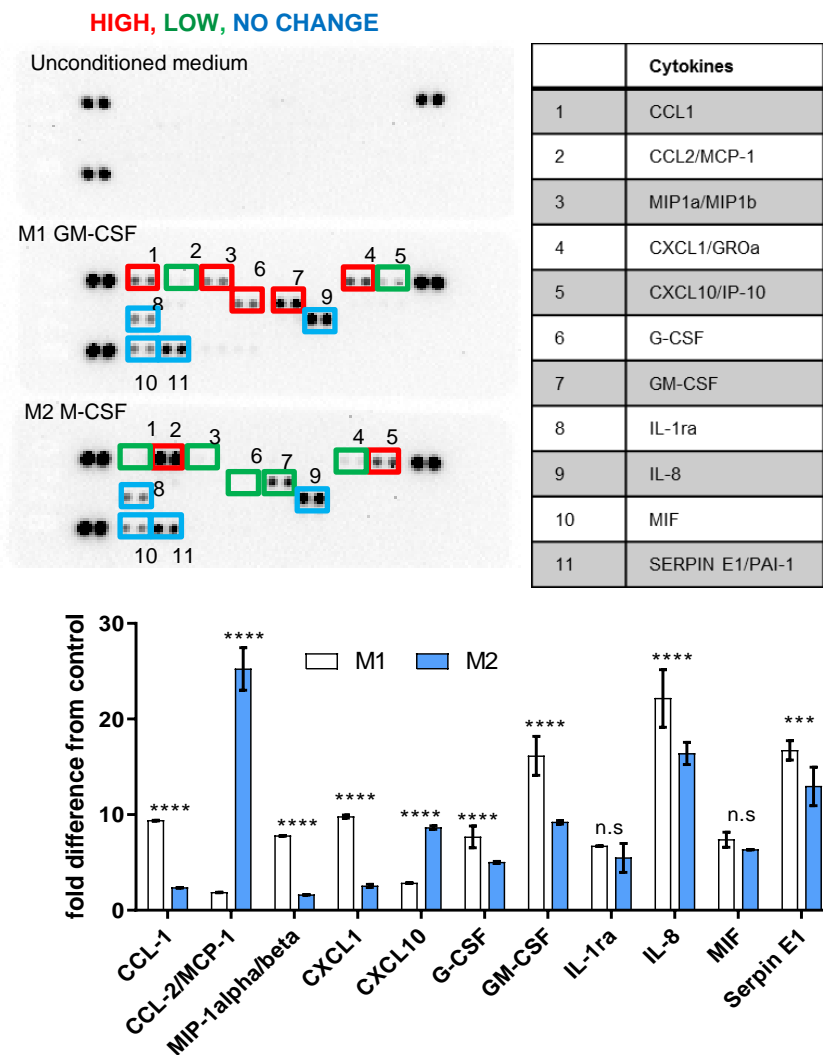 HIGH, LOW, NO CHANGE
Unconditioned medium
M1 GM-CSF
1 2 3 4 5
6 7
8 9
10 11
M2 M-CSF
1 2 3 4 5
6 7
8 9
10 11
Cytokines
1 CCL1
2 CCL2/MCP-1
3 MIP1a/MIP1b
4 CXCL1/GROa
5 CXCL10/IP-10
6 G-CSF
7 GM-CSF
8 IL-1ra
9 IL-8
10 MIF
11 SERPIN E1/PAI-1
fold difference from control
30
20
10
0
M1 M2
**** **** **** **** **** **** **** n.s **** n.s ***
CCL-1
CCL-2/MCP-1
MIP-1alpha/beta
CXCL1
CXCL10
G-CSF
GM-CSF
IL-1ra
IL-8
MIF
Serpin E1